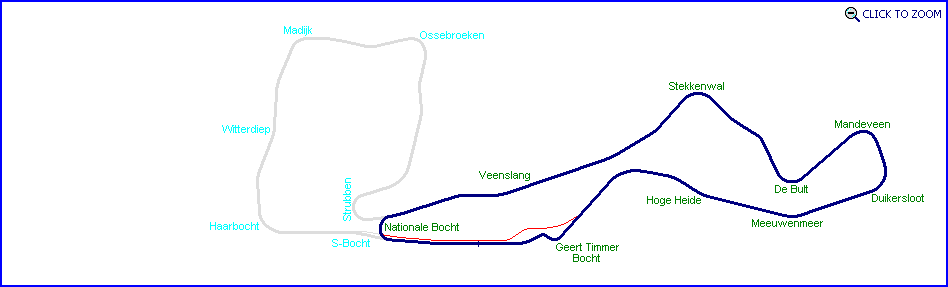 CLICK TO ZOOM
Madijk
Ossebroeken
Stekkenwal
Mandeveen
Witterdiep
Veenslang
De Bult
Strubben
Hoge Heide
Duikersloot
Haarbocht
Nationale Bocht
Meeuwenmeer
S-Bocht
Geert Timmer
Bocht